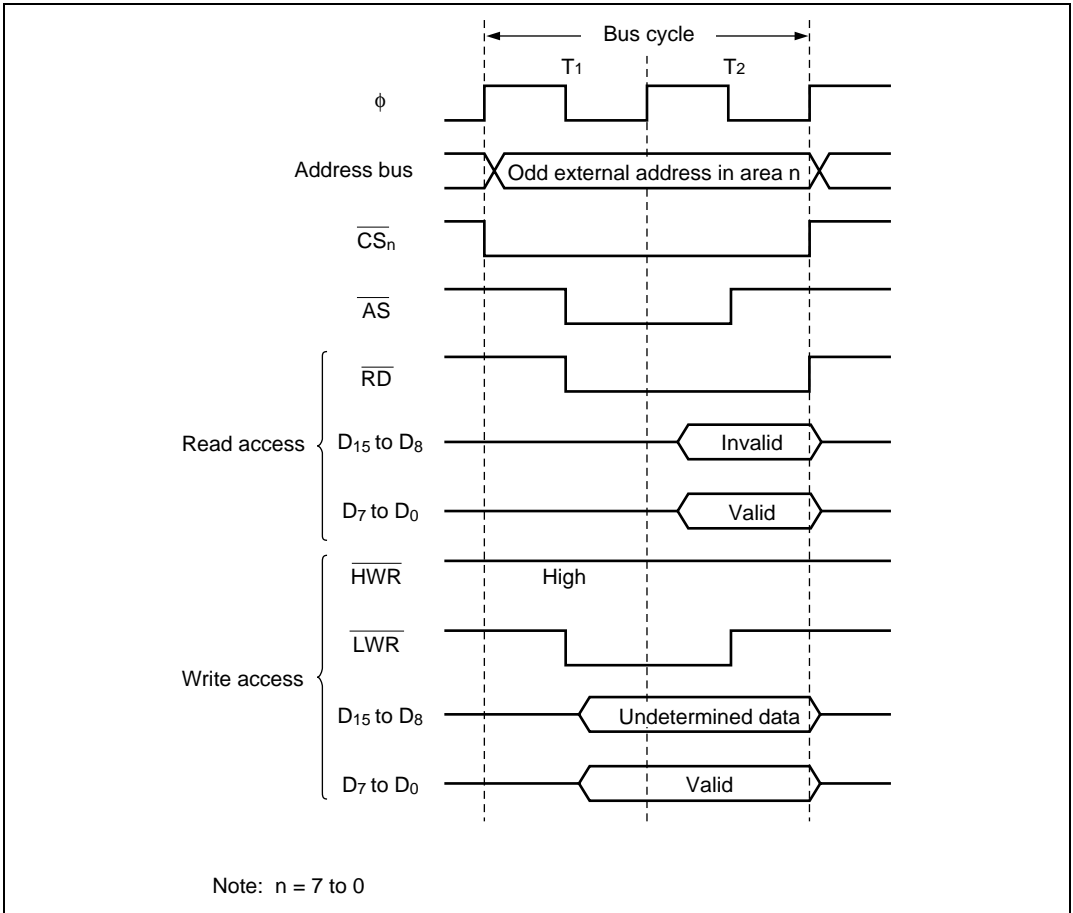 Bus cycle
T1 T2
ϕ
Address bus Odd external address in area n
CSn
AS
RD
Read access D15 to D8 Invalid
D7 to D0 Valid
HWR High
LWR
Write access
D15 to D8 Undetermined data
D7 to D0 Valid
Note: n = 7 to 0